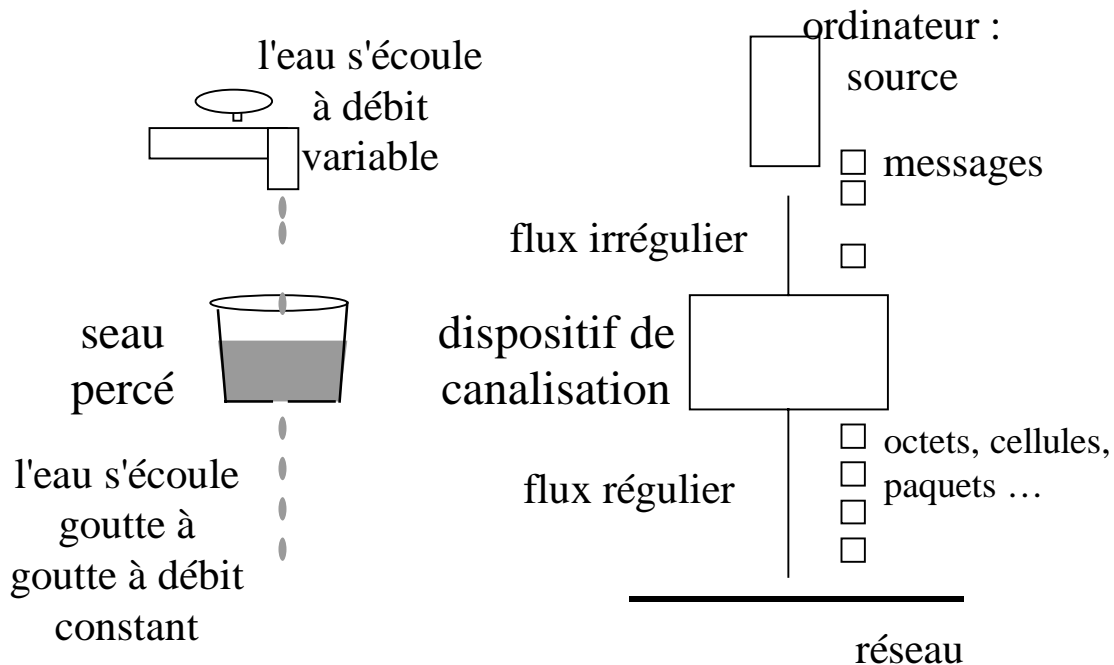 l'eau s'écoule
à débit
variable
seau
percé
l'eau s'écoule
goutte à
goutte à débit
constant
ordinateur :
source
messages
flux irrégulier
dispositif de
canalisation
octets, cellules,
paquets …
flux régulier
réseau